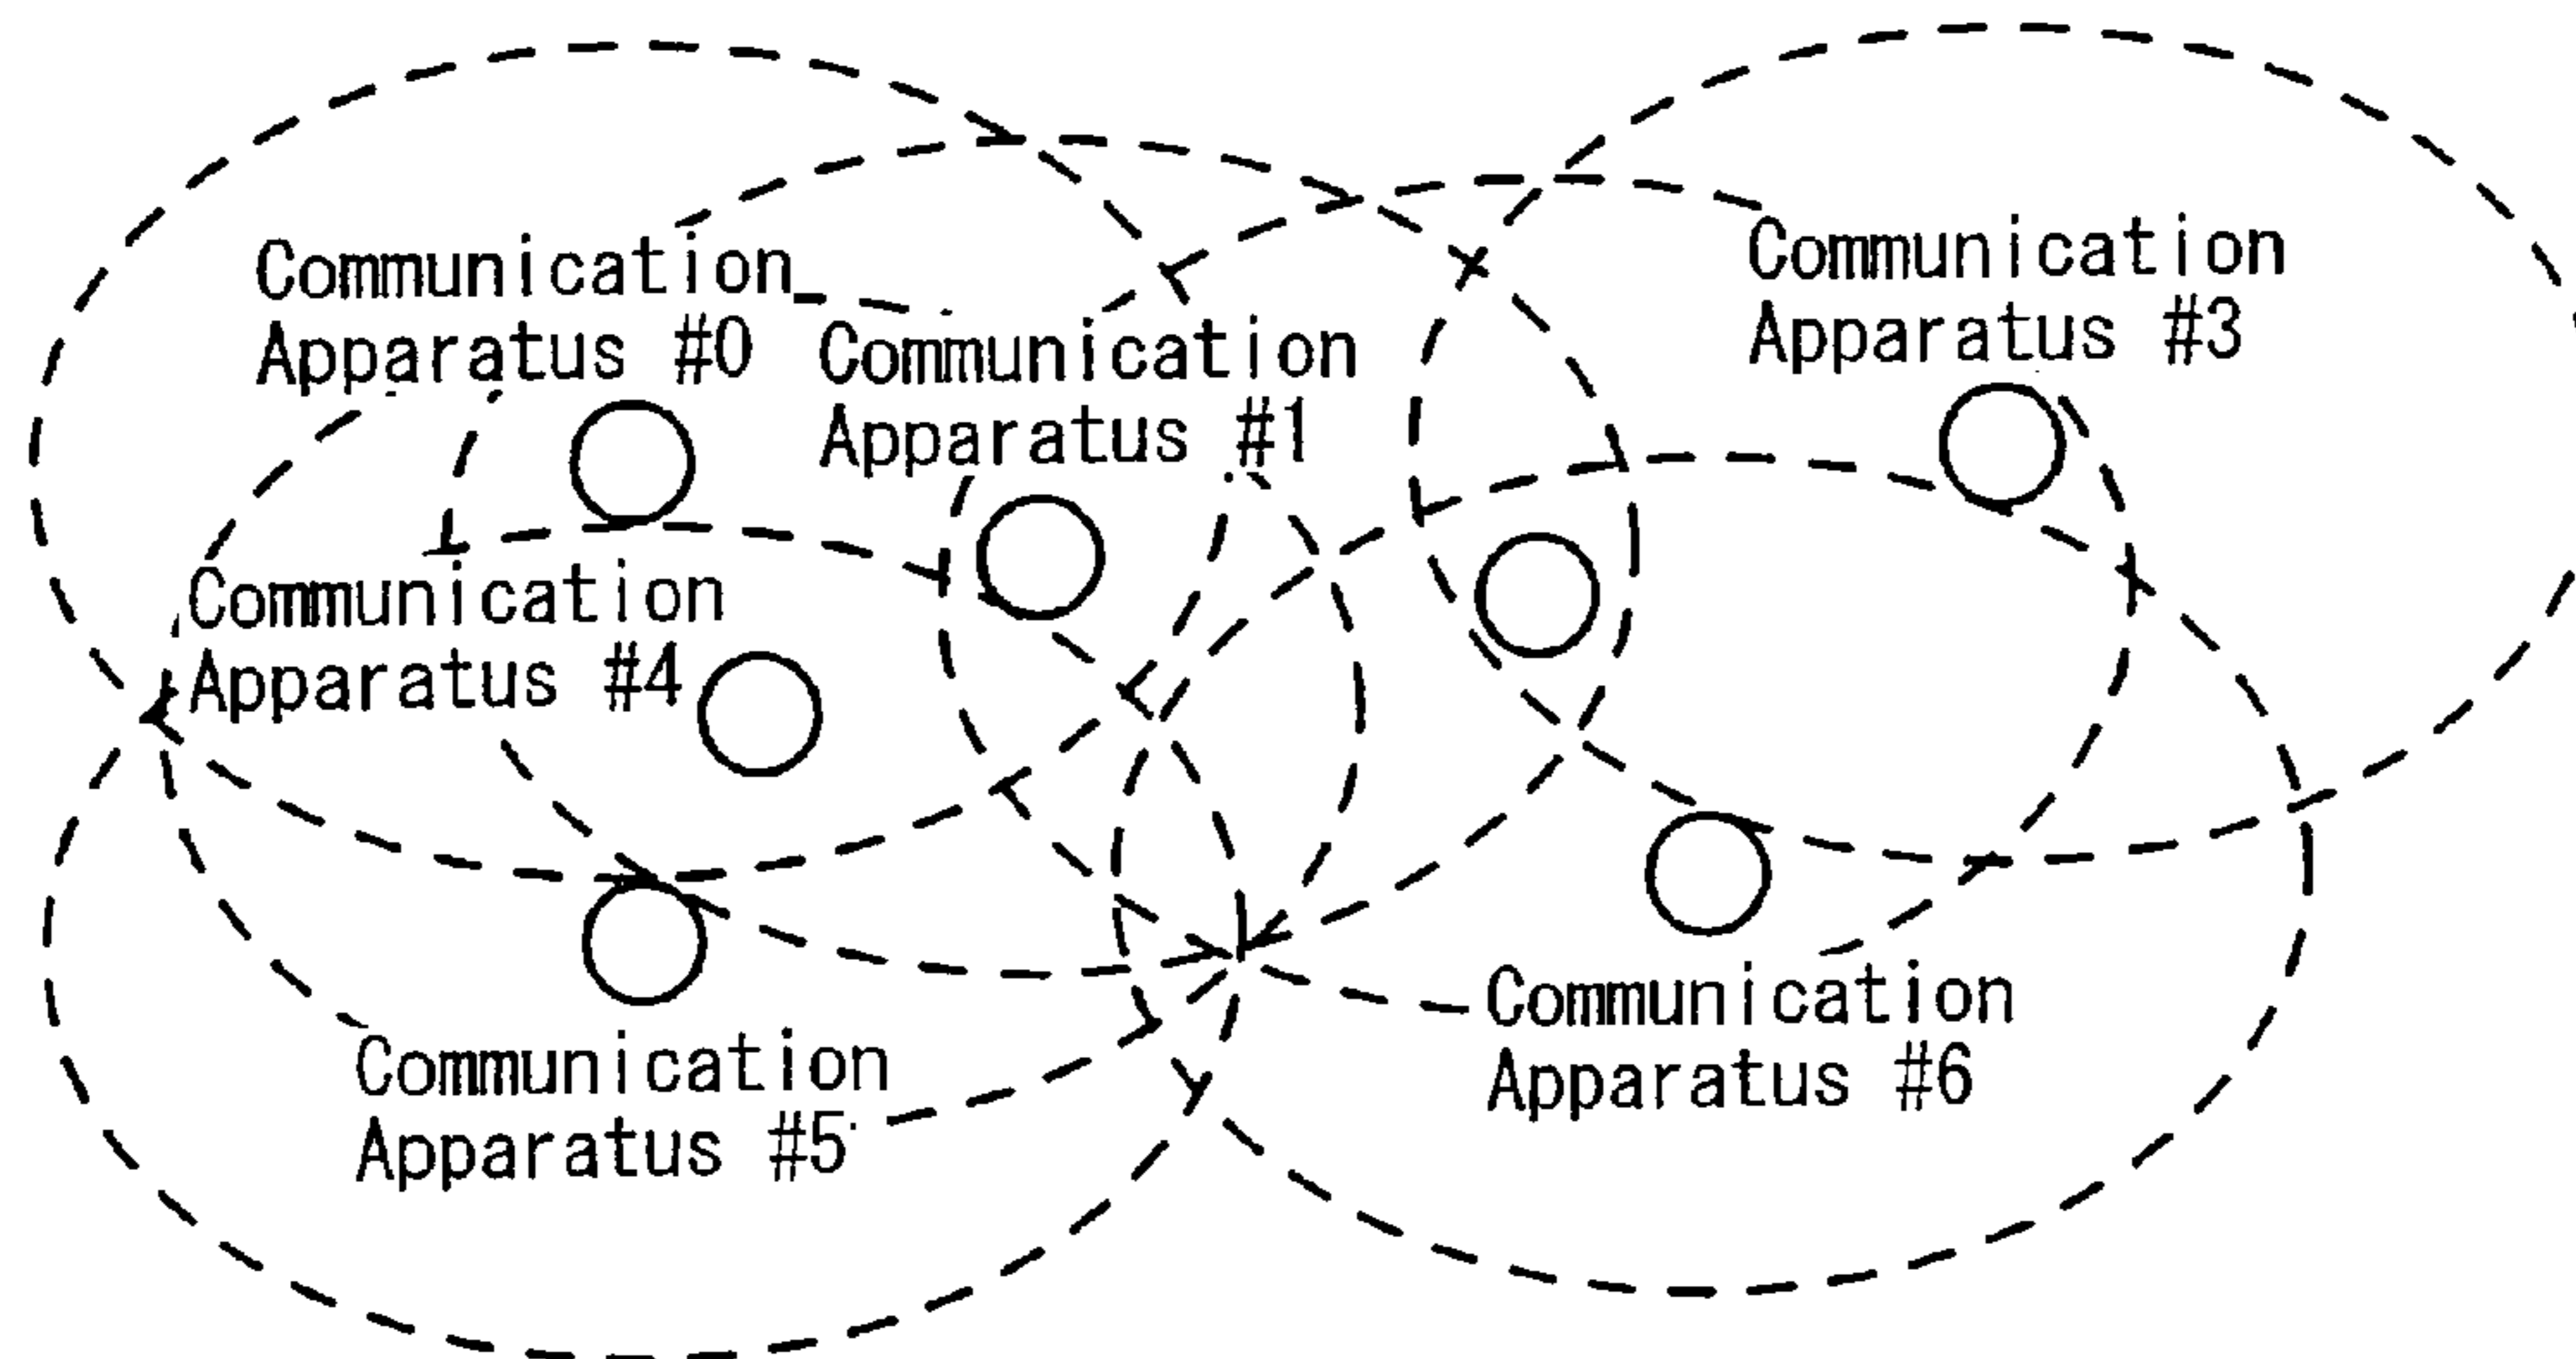 Communication
Apparatus #0
Communication
Apparatus #1
Communication
Apparatus #3
Communication
Apparatus #4
Communication
Apparatus #5
Communication
Apparatus #6